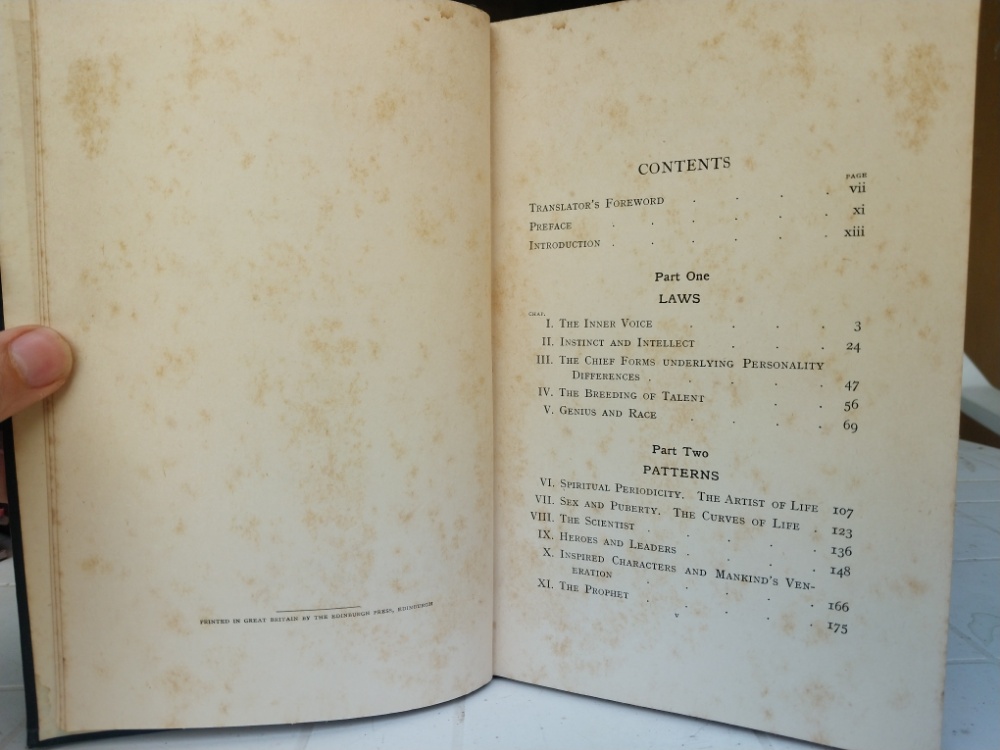 PRINTED IN GREAT BRITAIN BY THE EDINBURGH PRESS, EDINBURGH
CONTENTS
PAGE
TRANSLATOR'S FOREWORD . . . . vii
PREFACE . . . . . . xi
INTRODUCTION . . . . . . xiii
Part One
LAWS
CHAP.
I. THE INNER VOICE . . . . 3
II. INSTINCT AND INTELLECT . . . 24
III. THE CHIEF FORMS UNDERLYING PERSONALITY
DIFFERENCES . . . . . 47
IV. THE BREEDING OF TALENT . . 56
V. GENIUS AND RACE . . . . 69
Part Two
PATTERNS
VI. SPIRITUAL PERIODICITY. THE ARTIST OF LIFE 107
VII. SEX AND PUBERTY. THE CURVES OF LIFE . 123
VIII. THE SCIENTIST . . . . . 136
IX. HEROES AND LEADERS . . . . 148
X. INSPIRED CHARACTERS AND MANKIND'S VEN-
ERATION . . . . . 166
XI. THE PROPHET . . . . . 175
v